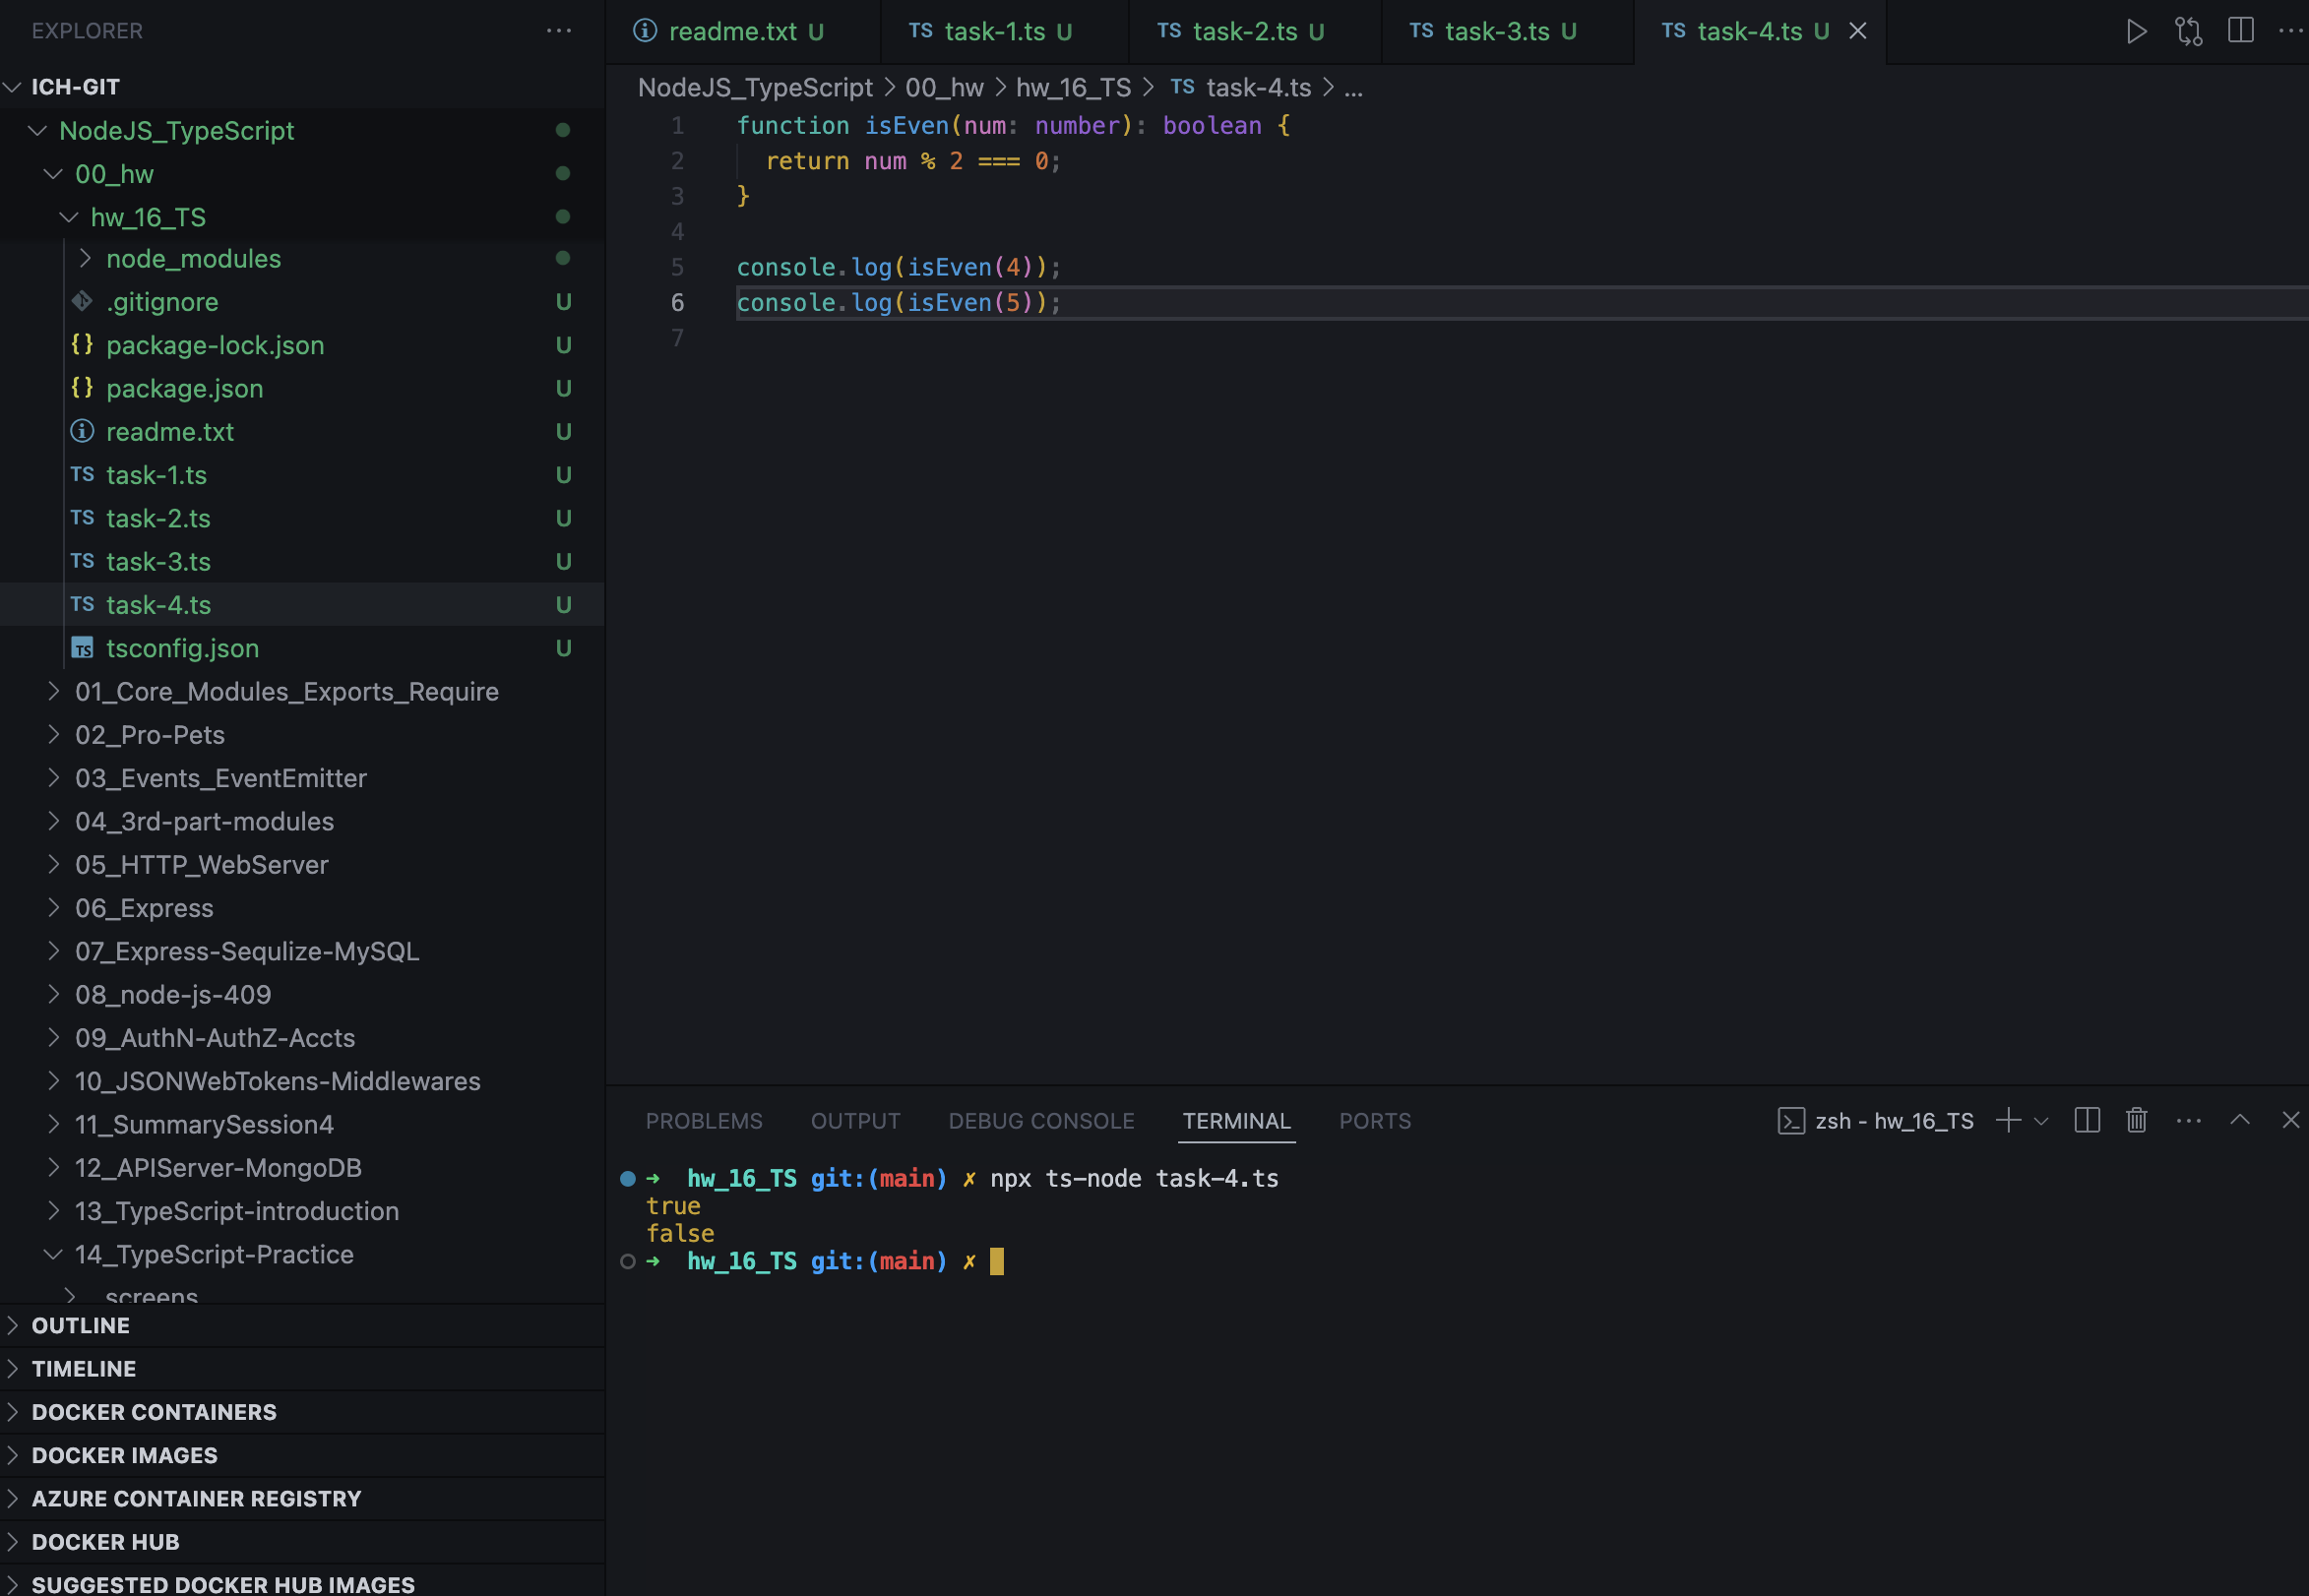 EXPLORER
ICH-GIT
NodeJS_TypeScript
00_hw
hw_16_TS
node_modules
.gitignore U
{} package-lock.json U
{} package.json U
readme.txt U
TS task-1.ts U
TS task-2.ts U
TS task-3.ts U
TS task-4.ts U
TS tsconfig.json U
01_Core_Modules_Exports_Require
02_Pro-Pets
03_Events_EventEmitter
04_3rd-part-modules
05_HTTP_WebServer
06_Express
07_Express-Sequlize-MySQL
08_node-js-409
09_AuthN-AuthZ-Accts
10_JSONWebTokens-Middlewares
11_SummarySession4
12_APIServer-MongoDB
13_TypeScript-introduction
14_TypeScript-Practice
screens
OUTLINE
TIMELINE
DOCKER CONTAINERS
DOCKER IMAGES
AZURE CONTAINER REGISTRY
DOCKER HUB
SUGGESTED DOCKER HUB IMAGES
readme.txt U TS task-1.ts U TS task-2.ts U TS task-3.ts U TS task-4.ts U
NodeJS_TypeScript > 00_hw > hw_16_TS > TS task-4.ts > ...
1 function isEven(num: number): boolean {
2 return num % 2 === 0;
3 }
4
5 console.log(isEven(4));
6 console.log(isEven(5));
7
PROBLEMS OUTPUT DEBUG CONSOLE TERMINAL PORTS zsh - hw_16_TS
➜ hw_16_TS git:(main) ✗ npx ts-node task-4.ts
true
false
➜ hw_16_TS git:(main) ✗